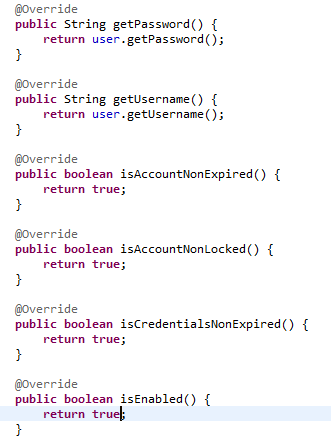 @Override
public String getPassword() {
    return user.getPassword();
}
@Override
public String getUsername() {
    return user.getUsername();
}
@Override
public boolean isAccountNonExpired() {
    return true;
}
@Override
public boolean isAccountNonLocked() {
    return true;
}
@Override
public boolean isCredentialsNonExpired() {
    return true;
}
@Override
public boolean isEnabled() {
    return true;
}